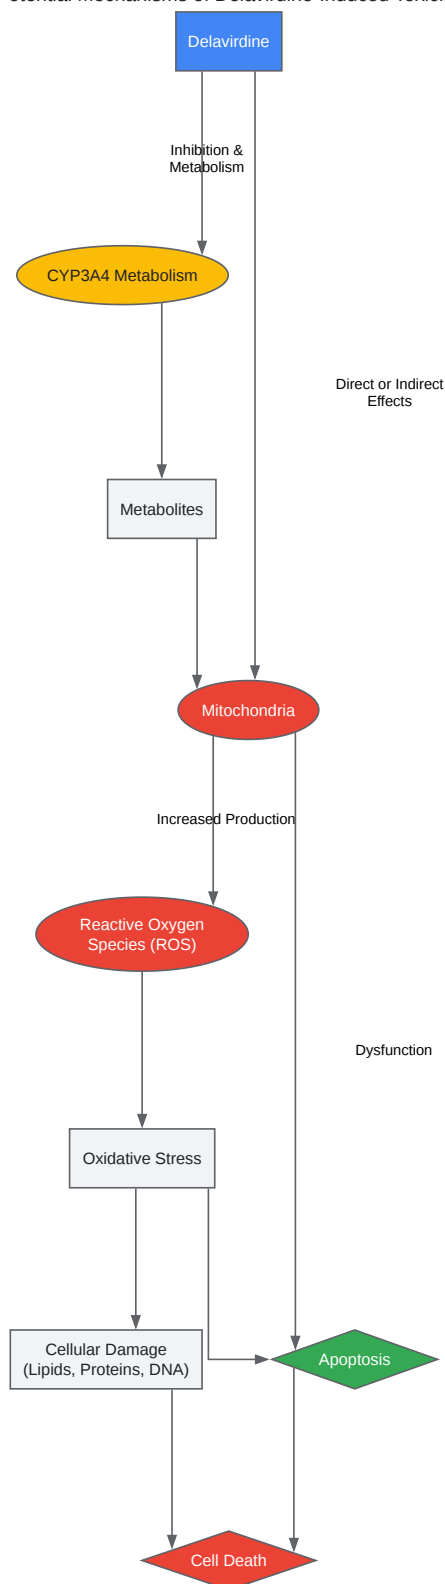 Delavirdine
Inhibition &
Metabolism
CYP3A4 Metabolism
Direct or Indirect
Effects
Metabolites
Mitochondria
Increased Production
Reactive Oxygen
Species (ROS)
Dysfunction
Oxidative Stress
Cellular Damage
(Lipids, Proteins, DNA)
Apoptosis
Cell Death